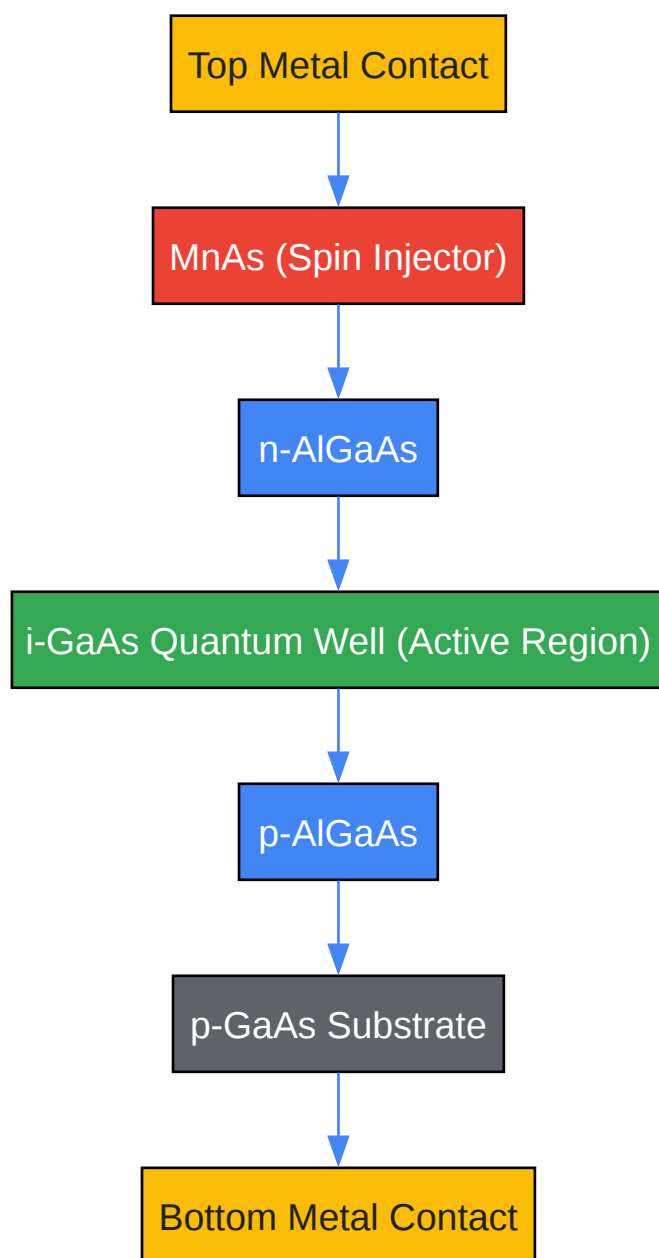 Top Metal Contact
MnAs (Spin Injector)
n-AlGaAs
i-GaAs Quantum Well (Active Region)
p-AlGaAs
p-GaAs Substrate
Bottom Metal Contact